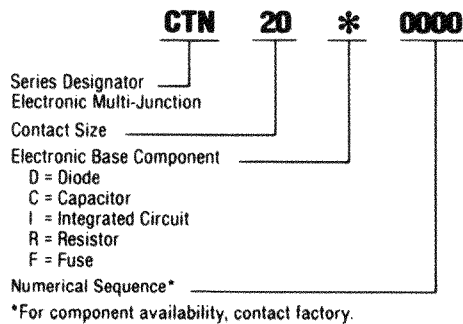 CTN 20 * 0000
Series Designator
Electronic Multi-Junction
Contact Size
Electronic Base Component
D = Diode
C = Capacitor
I = Integrated Circuit
R = Resistor
F = Fuse
Numerical Sequence*
*For component availability, contact factory.